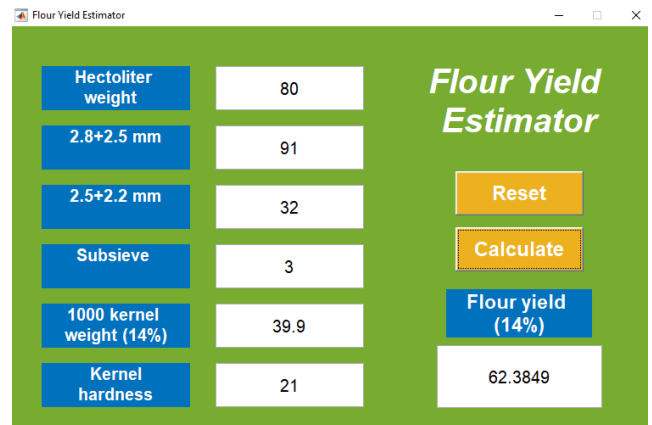 Flour Yield Estimator
Hectoliter
weight
80
2.8+2.5 mm
91
2.5+2.2 mm
32
Subsieve
3
1000 kernel
weight (14%)
39.9
Kernel
hardness
21
Flour Yield
Estimator
Reset
Calculate
Flour yield
(14%)
62.3849